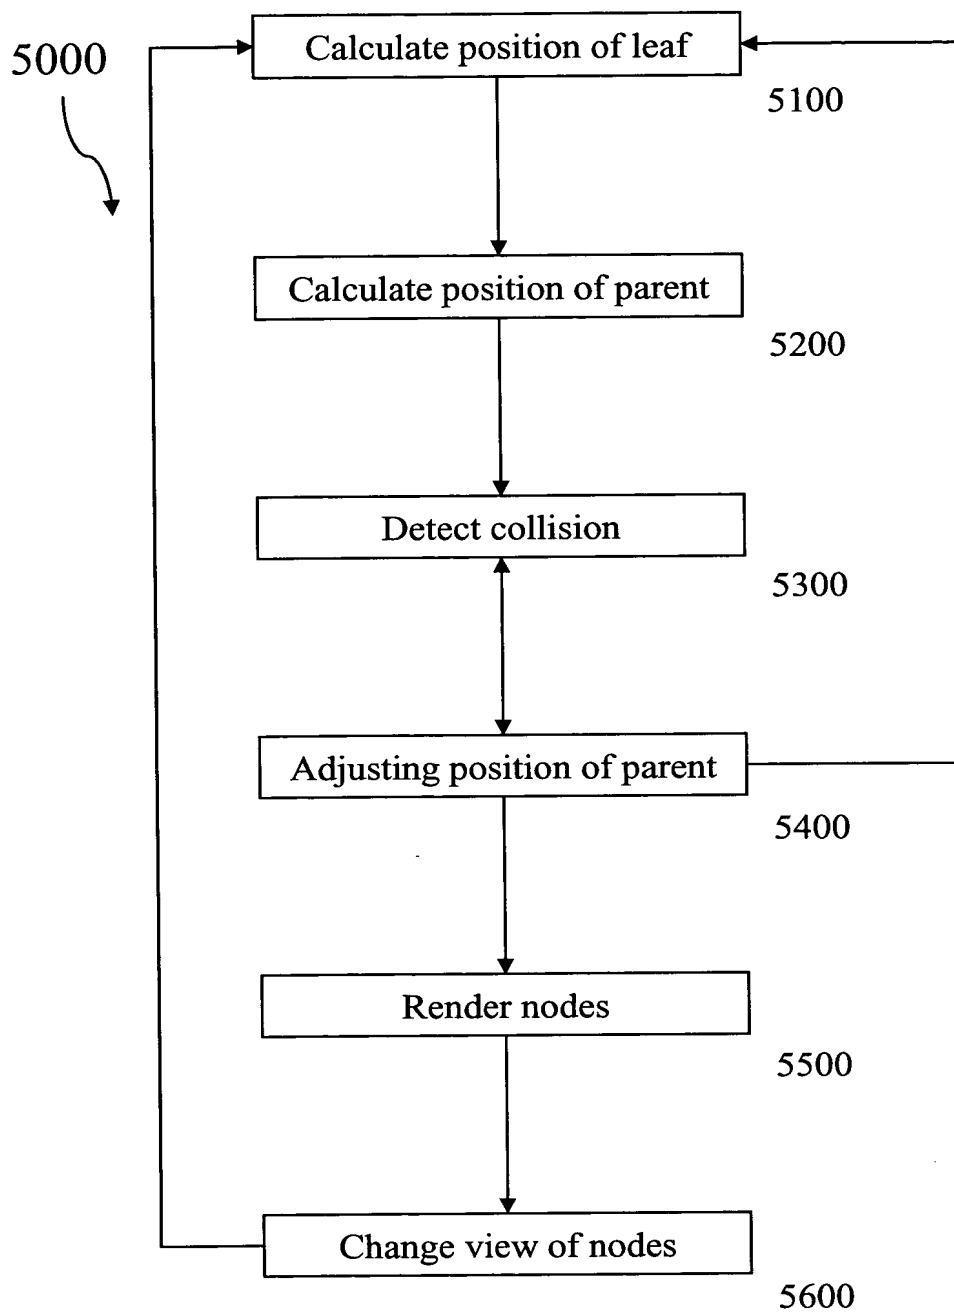 5000
Calculate position of leaf
5100
Calculate position of parent
5200
Detect collision
5300
Adjusting position of parent
5400
Render nodes
5500
Change view of nodes
5600